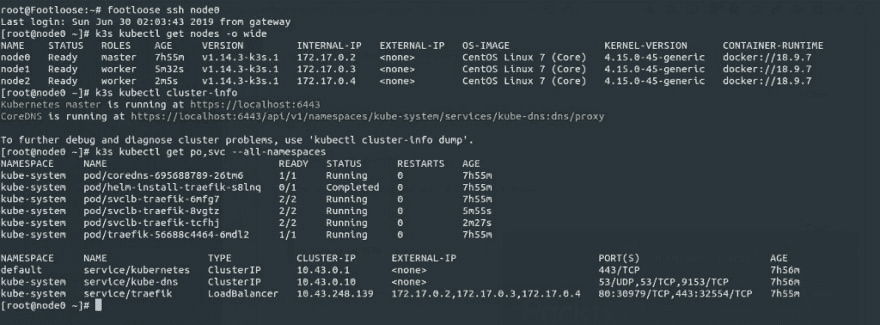 root@Footloose:~# footloose ssh node0
Last login: Sun Jun 30 02:03:43 2019 from gateway
[root@node0 ~]# k3s kubectl get nodes -o wide
NAME STATUS ROLES AGE VERSION INTERNAL-IP EXTERNAL-IP OS-IMAGE KERNEL-VERSION CONTAINER-RUNTIME
node0 Ready master 7h55m v1.14.3-k3s.1 172.17.0.2 <none> CentOS Linux 7 (Core) 4.15.0-45-generic docker://18.9.7
node1 Ready worker 5m32s v1.14.3-k3s.1 172.17.0.3 <none> CentOS Linux 7 (Core) 4.15.0-45-generic docker://18.9.7
node2 Ready worker 2m5s v1.14.3-k3s.1 172.17.0.4 <none> CentOS Linux 7 (Core) 4.15.0-45-generic docker://18.9.7
[root@node0 ~]# k3s kubectl cluster-info
Kubernetes master is running at https://localhost:6443
CoreDNS is running at https://localhost:6443/api/v1/namespaces/kube-system/services/kube-dns:dns/proxy
To further debug and diagnose cluster problems, use 'kubectl cluster-info dump'.
[root@node0 ~]# k3s kubectl get po,svc --all-namespaces
NAMESPACE NAME READY STATUS RESTARTS AGE
kube-system pod/coredns-695688789-26tm6 1/1 Running 0 7h55m
kube-system pod/helm-install-traefik-s8lnq 0/1 Completed 0 7h55m
kube-system pod/svclb-traefik-6mfg7 2/2 Running 0 7h55m
kube-system pod/svclb-traefik-8vgtz 2/2 Running 0 5m55s
kube-system pod/svclb-traefik-tcfhj 2/2 Running 0 2m27s
kube-system pod/traefik-56688c4464-6mdl2 1/1 Running 0 7h55m
NAMESPACE NAME TYPE CLUSTER-IP EXTERNAL-IP PORT(S) AGE
default service/kubernetes ClusterIP 10.43.0.1 <none> 443/TCP 7h56m
kube-system service/kube-dns ClusterIP 10.43.0.10 <none> 53/UDP,53/TCP,9153/TCP 7h56m
kube-system service/traefik LoadBalancer 10.43.248.139 172.17.0.2,172.17.0.3,172.17.0.4 80:30979/TCP,443:32554/TCP 7h55m
[root@node0 ~]#